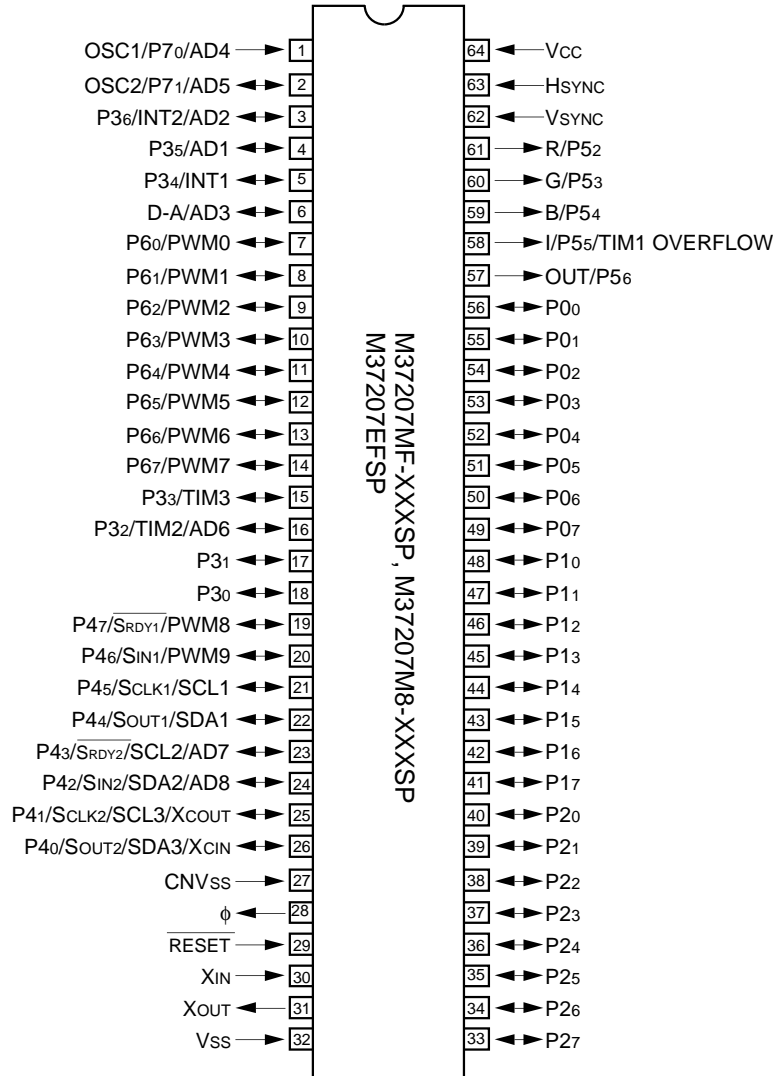 OSC1/P70/AD4 1 64 VCC
OSC2/P71/AD5 2 63 HSYNC
P36/INT2/AD2 3 62 VSYNC
P35/AD1 4 61 R/P52
P34/INT1 5 60 G/P53
D-A/AD3 6 59 B/P54
P60/PWM0 7 58 I/P55/TIM1 OVERFLOW
P61/PWM1 8 57 OUT/P56
P62/PWM2 9 56 P00
P63/PWM3 10 55 P01
P64/PWM4 11 54 P02
P65/PWM5 12 53 P03
P66/PWM6 13 52 P04
P67/PWM7 14 51 P05
P33/TIM3 15 50 P06
P32/TIM2/AD6 16 49 P07
P31 17 48 P10
P30 18 47 P11
P47/SRDY1/PWM8 19 46 P12
P46/SIN1/PWM9 20 45 P13
P45/SCLK1/SCL1 21 44 P14
P44/SOUT1/SDA1 22 43 P15
P43/SRDY2/SCL2/AD7 23 42 P16
P42/SIN2/SDA2/AD8 24 41 P17
P41/SCLK2/SCL3/XCOUT 25 40 P20
P40/SOUT2/SDA3/XCIN 26 39 P21
CNVSS 27 38 P22
ϕ 28 37 P23
RESET 29 36 P24
XIN 30 35 P25
XOUT 31 34 P26
VSS 32 33 P27
M37207MF-XXXSP, M37207M8-XXXSP
M37207EFSP